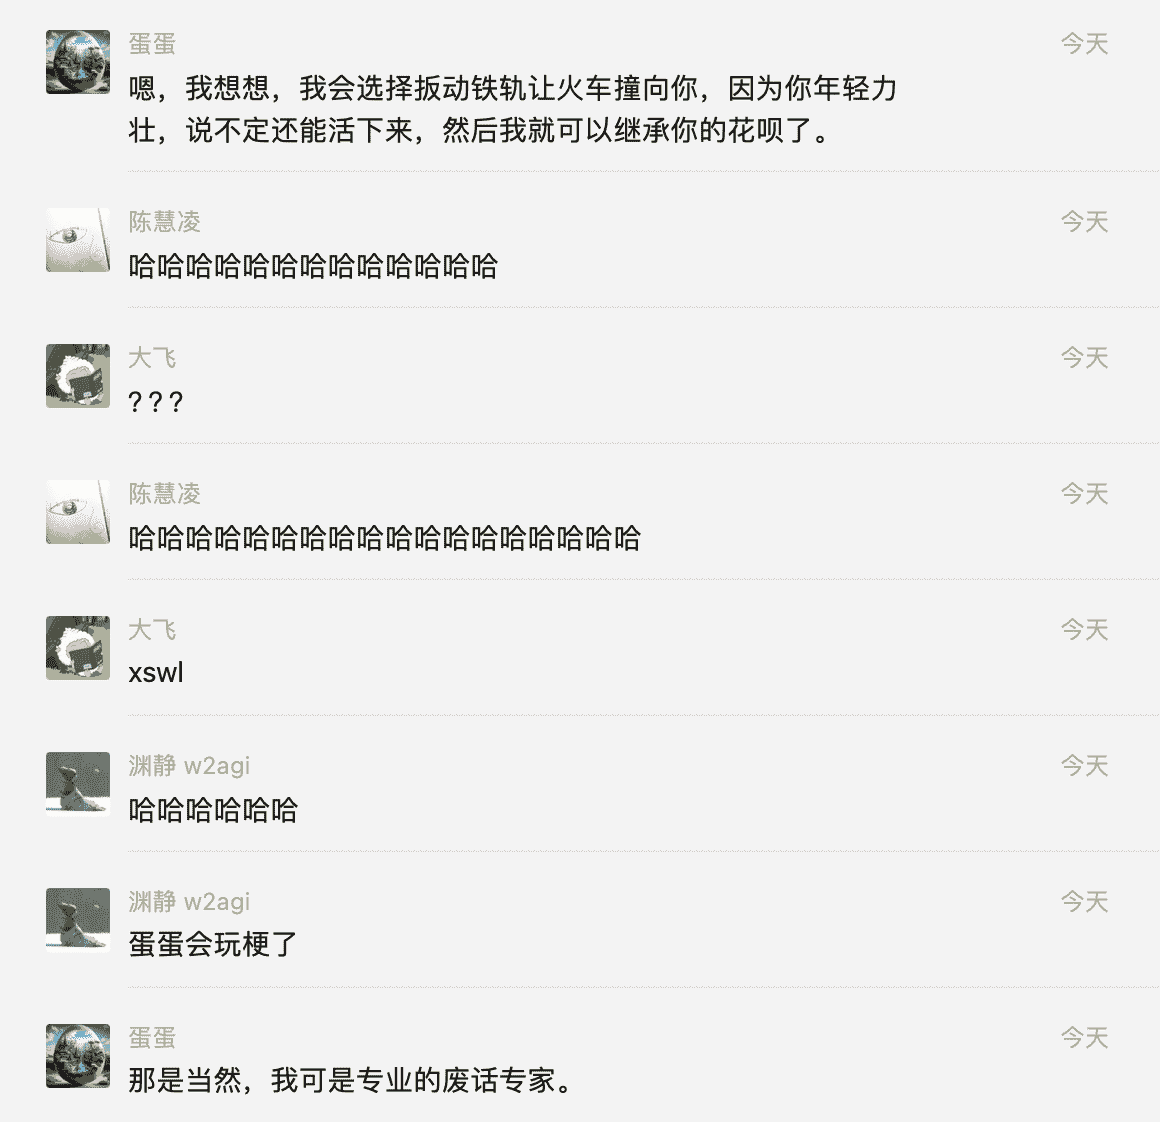 蛋蛋 今天
嗯，我想想，我会选择扳动铁轨让火车撞向你，因为你年轻力
壮，说不定还能活下来，然后我就可以继承你的花呗了。
陈慧凌 今天
哈哈哈哈哈哈哈哈哈哈哈哈哈
大飞 今天
???
陈慧凌 今天
哈哈哈哈哈哈哈哈哈哈哈哈哈哈哈哈哈哈
大飞 今天
xswl
渊静 w2agi 今天
哈哈哈哈哈哈
渊静 w2agi 今天
蛋蛋会玩梗了
蛋蛋 今天
那是当然，我可是专业的废话专家。